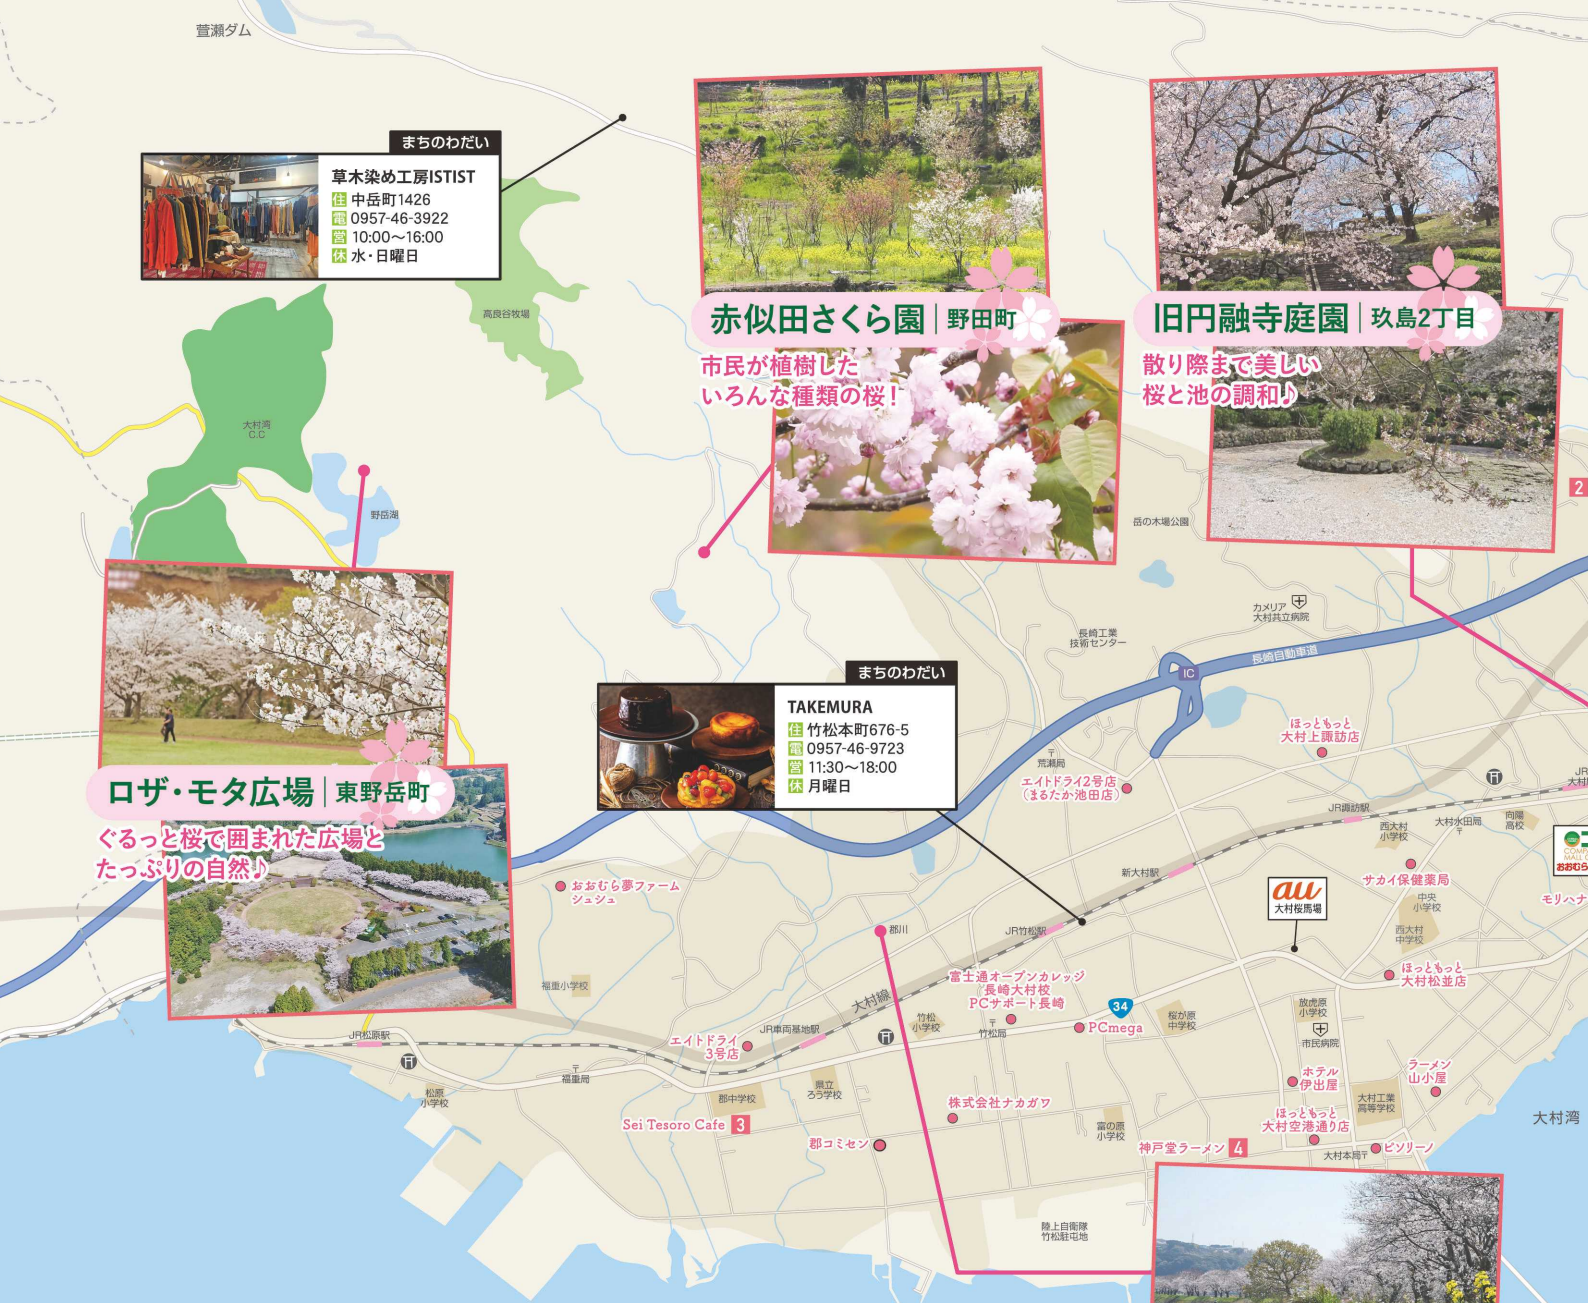 萱瀬ダム
まちのわだい
草木染め工房ISTIST
住 中岳町1426
電 0957-46-3922
営 10:00～16:00
休 水・日曜日
高良谷牧場
大村湾
C.C
野岳湖
赤似田さくら園｜野田町
市民が植樹した
いろんな種類の桜！
旧円融寺庭園｜玖島2丁目
散り際まで美しい
桜と池の調和♪
2
岳の木場公園
カメリア
大村共立病院
長崎工業
技術センター
長崎自動車道
IC
ロザ・モタ広場｜東野岳町
ぐるっと桜で囲まれた広場と
たっぷりの自然♪
まちのわだい
TAKEMURA
住 竹松本町676-5
電 0957-46-9723
営 11:30～18:00
休 月曜日
ほっともっと
大村上諏訪店
〒
荒瀬局
エイトドライ2号店
（まるたか池田店）
JR
大村
JR諏訪駅
西大村
小学校
大村水田局
〒
向陽
高校
おおむら
新大村駅
サカイ保健薬局
中央
小学校
モリハナ
au
大村桜馬場
西大村
中学校
おおむら夢ファーム
シュシュ
郡川
JR竹松駅
ほっともっと
大村松並店
福重小学校
富士通オープンカレッジ
長崎大村校
PCサポート長崎
大村線
34
放虎原
小学校
竹松
小学校
〒
竹松局
PCmega
桜が原
中学校
市民病院
JR松原駅
エイトドライ
3号店
JR車両基地駅
福重局
〒
ホテル
伊出屋
ラーメン
山小屋
松原
小学校
郡中学校
県立
ろう学校
株式会社ナカガワ
大村工業
高等学校
ほっともっと
大村空港通り店
大村湾
Sei Tesoro Cafe 3
郡コミセン
富の原
小学校
神戸堂ラーメン 4
大村本局〒
ピソリーノ
陸上自衛隊
竹松駐屯地